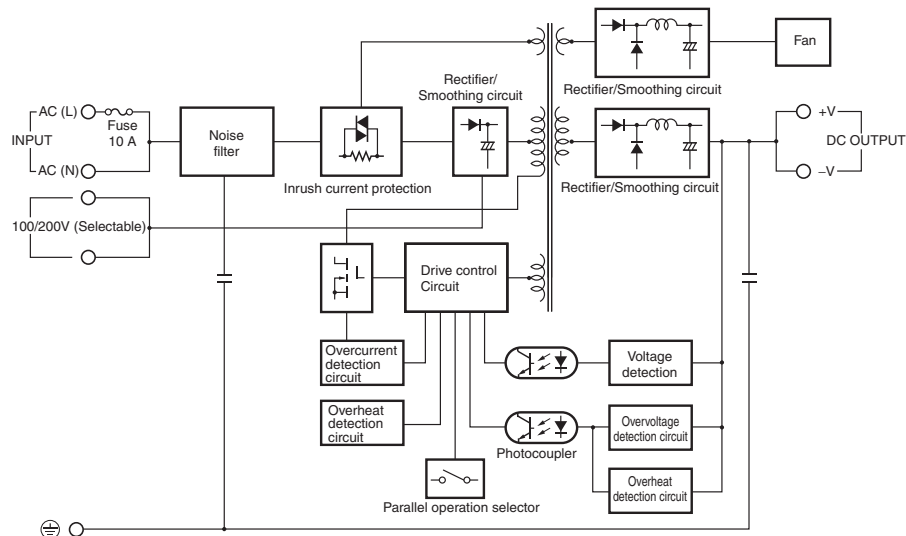 Fan
Rectifier/Smoothing circuit
Rectifier/
Smoothing circuit
AC (L)
Fuse
10 A
INPUT
AC (N)
Noise
filter
Inrush current protection
Rectifier/Smoothing circuit
+V
DC OUTPUT
–V
100/200V (Selectable)
Drive control
Circuit
Overcurrent
detection
circuit
Voltage
detection
Overheat
detection
circuit
Overvoltage
detection circuit
Photocoupler
Overheat
detection circuit
Parallel operation selector